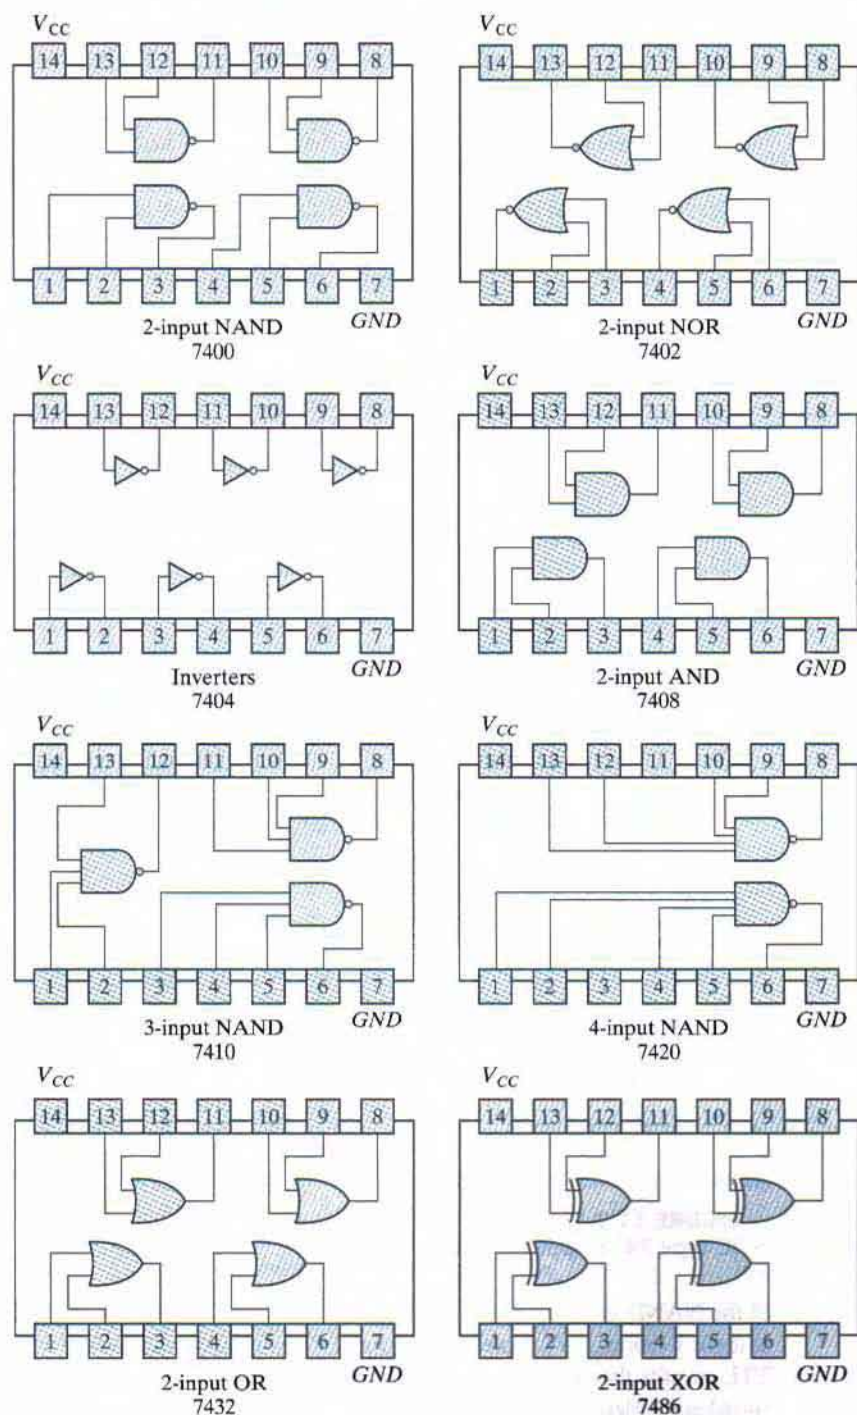 V_CC
14 13 12 11 10 9 8
1 2 3 4 5 6 7
GND
2-input NAND
7400
V_CC
14 13 12 11 10 9 8
1 2 3 4 5 6 7
GND
2-input NOR
7402
V_CC
14 13 12 11 10 9 8
1 2 3 4 5 6 7
GND
Inverters
7404
V_CC
14 13 12 11 10 9 8
1 2 3 4 5 6 7
GND
2-input AND
7408
V_CC
14 13 12 11 10 9 8
1 2 3 4 5 6 7
GND
3-input NAND
7410
V_CC
14 13 12 11 10 9 8
1 2 3 4 5 6 7
GND
4-input NAND
7420
V_CC
14 13 12 11 10 9 8
1 2 3 4 5 6 7
GND
2-input OR
7432
V_CC
14 13 12 11 10 9 8
1 2 3 4 5 6 7
GND
2-input XOR
7486